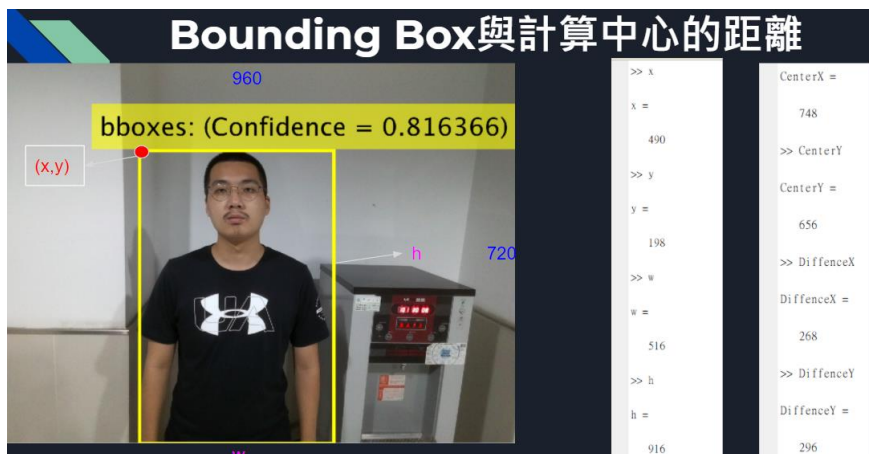 Bounding Box與計算中心的距離
960
bboxes: (Confidence = 0.816366)
(x,y)
h
720
w
>> x
x =
490
>> y
y =
198
>> w
w =
516
>> h
h =
916
CenterX =
748
>> CenterY
CenterY =
656
>> DiffenceX
DiffenceX =
268
>> DiffenceY
DiffenceY =
296